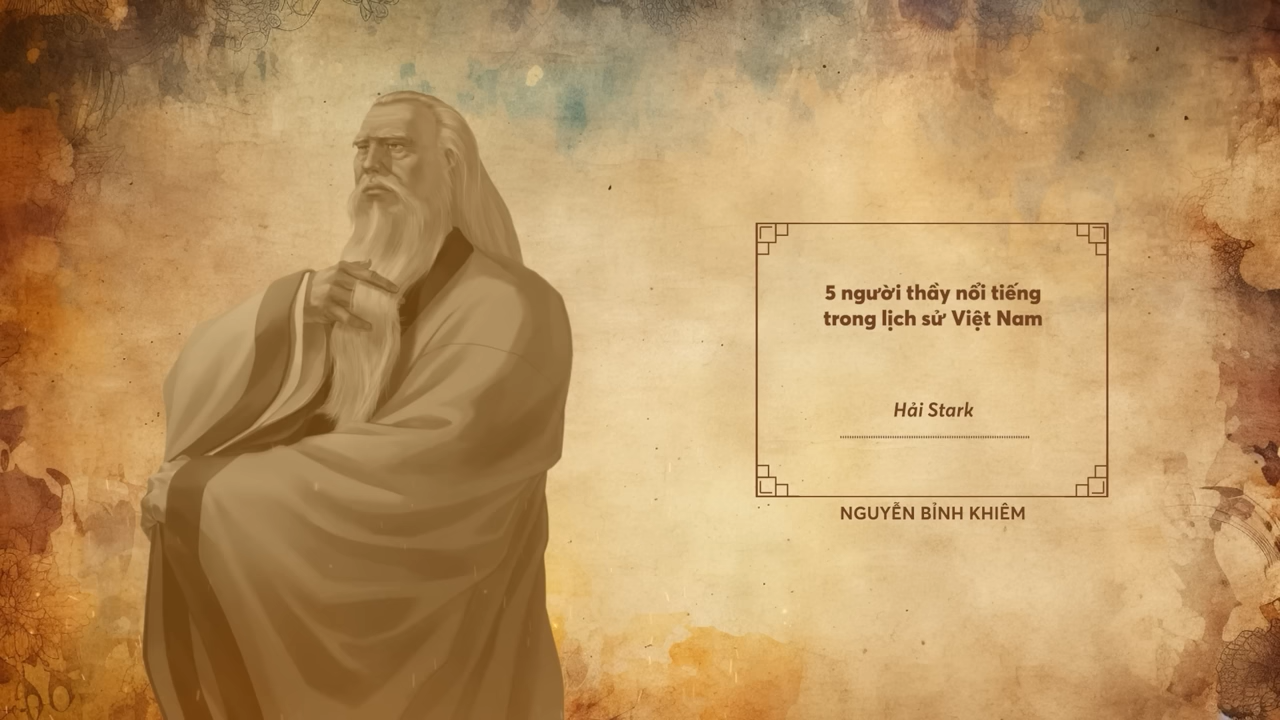 5 người thầy nổi tiếng
trong lịch sử Việt Nam
Hải Stark
NGUYỄN BỈNH KHIÊM